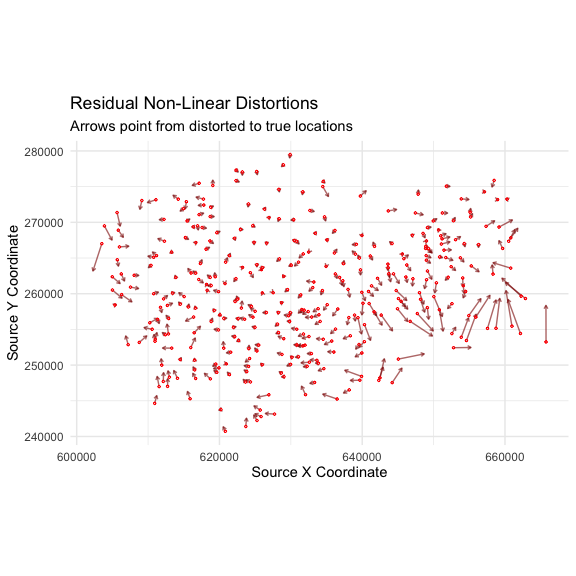 Residual Non-Linear Distortions
Arrows point from distorted to true locations
Source Y Coordinate
280000
270000
260000
250000
240000
600000 620000 640000 660000
Source X Coordinate